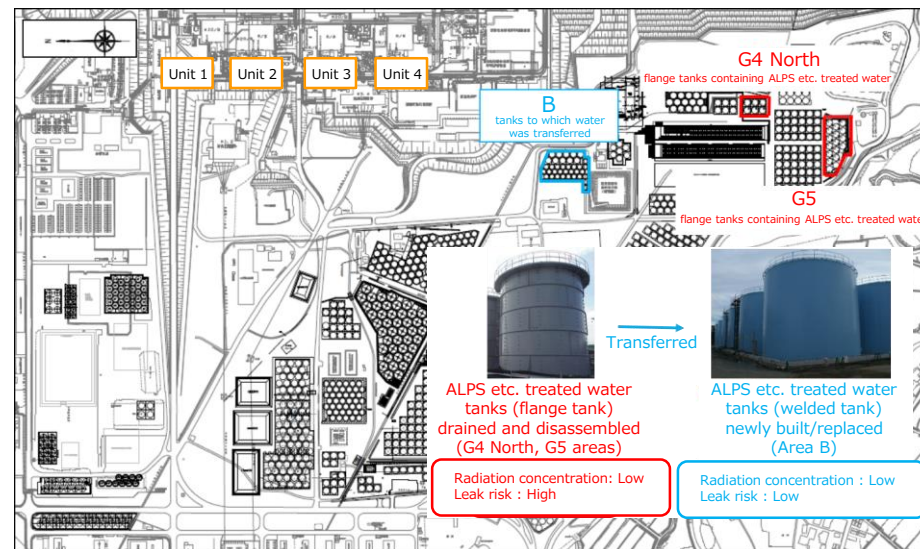 N
Unit 1
Unit 2
Unit 3
Unit 4
G4 North
flange tanks containing ALPS etc. treated water
B
tanks to which water
was transferred
G5
flange tanks containing ALPS etc. treated wate
Transferred
ALPS etc. treated water
tanks (flange tank)
drained and disassembled
(G4 North, G5 areas)
ALPS etc. treated water
tanks (welded tank)
newly built/replaced
(Area B)
Radiation concentration: Low
Leak risk : High
Radiation concentration : Low
Leak risk : Low